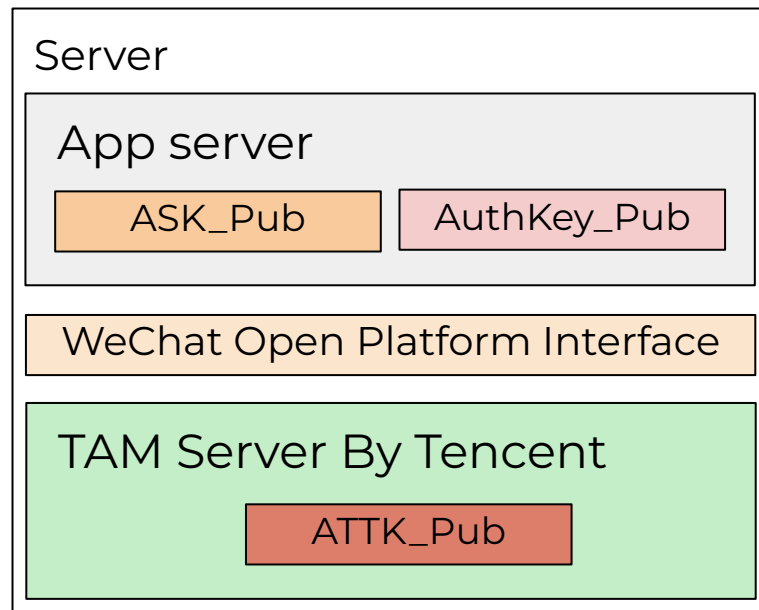 Server
App server
ASK_Pub
AuthKey_Pub
WeChat Open Platform Interface
TAM Server By Tencent
ATTK_Pub